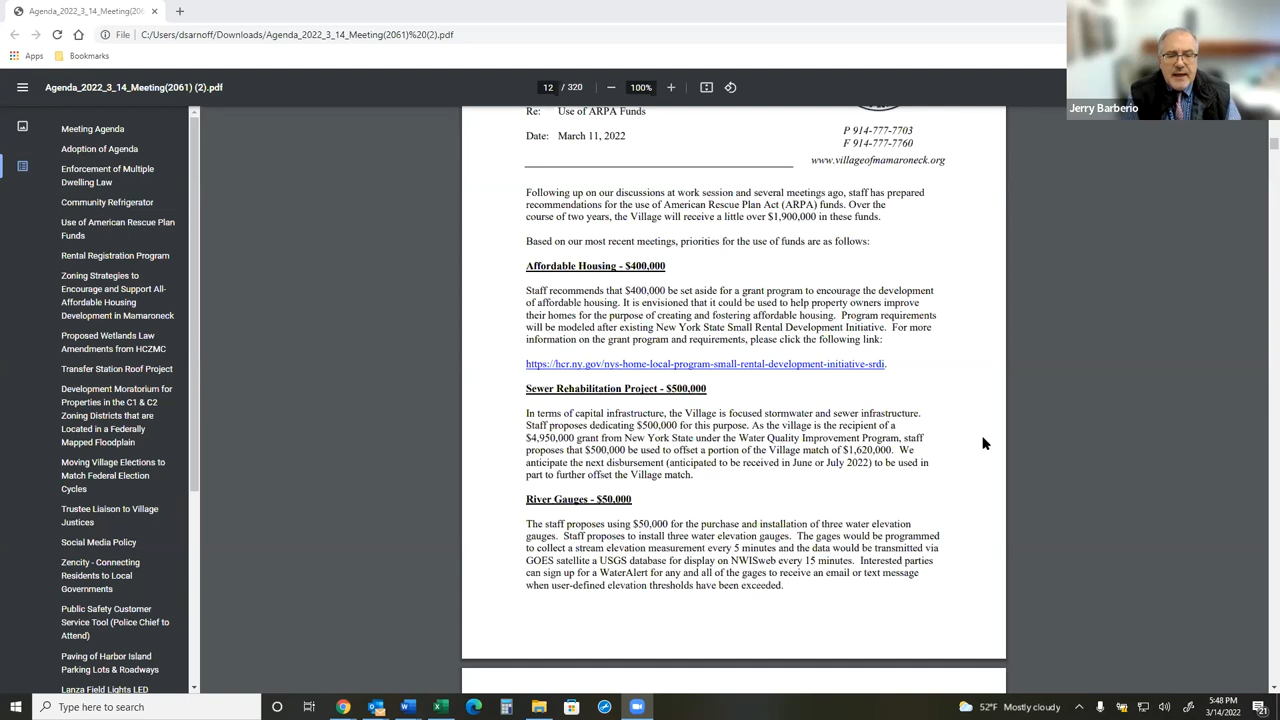 Agenda_2022_3_14_Meeting(206
File
C:/Users/dsarnoff/Downloads/Agenda_2022_3_14_Meeting(2061)%20(2).pdf
Apps
Bookmarks
Agenda_2022_3_14_Meeting(2061) (2).pdf
12 / 320
100%
Jerry Barberio
Meeting Agenda
Adoption of Agenda
Enforcement of Multiple
Dwelling Law
Community Refrigerator
Use of American Rescue Plan
Funds
Rental Registration Program
Zoning Strategies to
Encourage and Support All-
Affordable Housing
Development in Mamaroneck
Proposed Wetlands Law
Amendments from HCZMC
Transfer Station Roof Project
Development Moratorium for
Properties in the C1 & C2
Zoning Districts that are
Located in a Federally
Mapped Floodplain
Moving Village Elections to
Match Federal Election
Cycles
Trustee Liaison to Village
Justices
Social Media Policy
Zencity - Connecting
Residents to Local
Governments
Public Safety Customer
Service Tool (Police Chief to
Attend)
Paving of Harbor Island
Parking Lots & Roadways
Lanza Field Lights LED
Re: Use of ARPA Funds
Date: March 11, 2022
P 914-777-7703
F 914-777-7760
www.villageofmamaroneck.org
Following up on our discussions at work session and several meetings ago, staff has prepared
recommendations for the use of American Rescue Plan Act (ARPA) funds. Over the
course of two years, the Village will receive a little over $1,900,000 in these funds.
Based on our most recent meetings, priorities for the use of funds are as follows:
Affordable Housing - $400,000
Staff recommends that $400,000 be set aside for a grant program to encourage the development
of affordable housing. It is envisioned that it could be used to help property owners improve
their homes for the purpose of creating and fostering affordable housing. Program requirements
will be modeled after existing New York State Small Rental Development Initiative. For more
information on the grant program and requirements, please click the following link:
https://hcr.ny.gov/nys-home-local-program-small-rental-development-initiative-srdi.
Sewer Rehabilitation Project - $500,000
In terms of capital infrastructure, the Village is focused stormwater and sewer infrastructure.
Staff proposes dedicating $500,000 for this purpose. As the village is the recipient of a
$4,950,000 grant from New York State under the Water Quality Improvement Program, staff
proposes that $500,000 be used to offset a portion of the Village match of $1,620,000. We
anticipate the next disbursement (anticipated to be received in June or July 2022) to be used in
part to further offset the Village match.
River Gauges - $50,000
The staff proposes using $50,000 for the purchase and installation of three water elevation
gauges. Staff proposes to install three water elevation gauges. The gages would be programmed
to collect a stream elevation measurement every 5 minutes and the data would be transmitted via
GOES satellite a USGS database for display on NWISweb every 15 minutes. Interested parties
can sign up for a WaterAlert for any and all of the gages to receive an email or text message
when user-defined elevation thresholds have been exceeded.
Type here to search
52°F Mostly cloudy
5:48 PM
3/14/2022
21